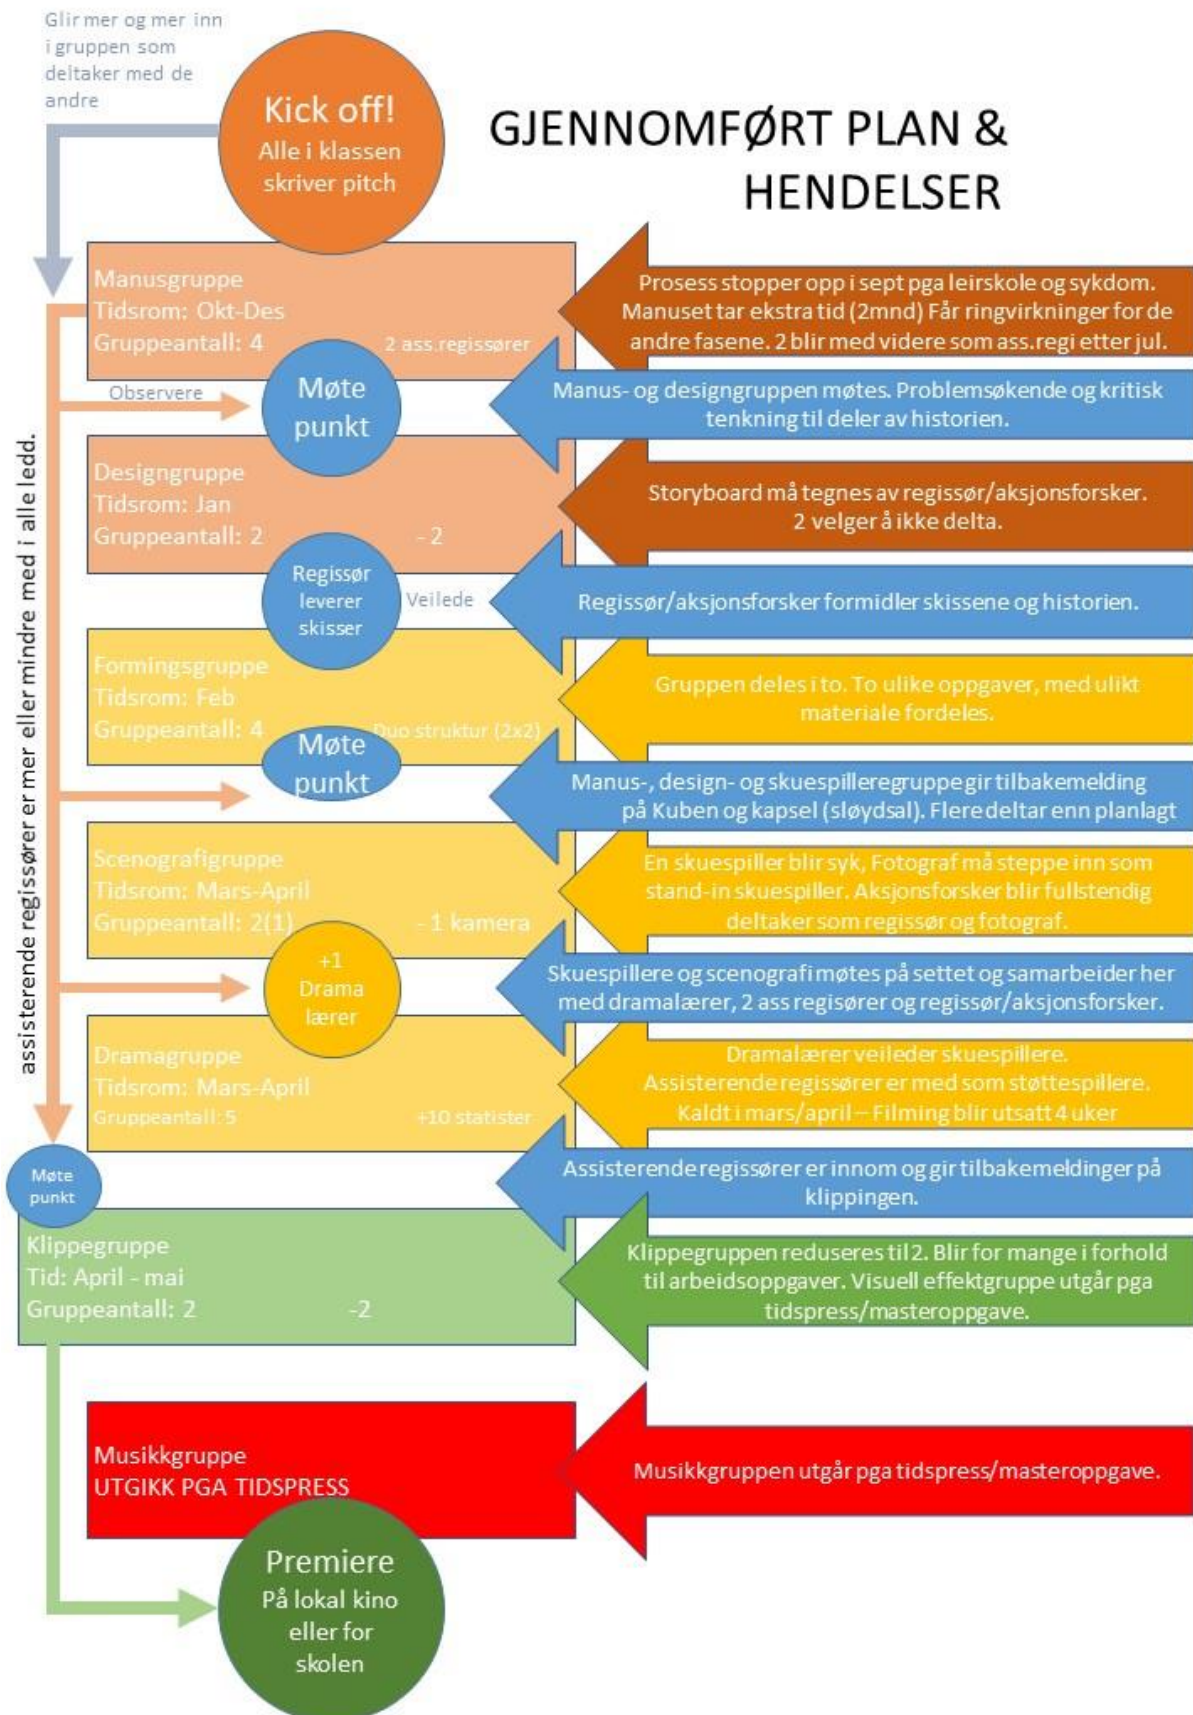 Glir mer og mer inn
i gruppen som
deltaker med de
andre
Kick off!
Alle i klassen
skriver pitch
GJENNOMFØRT PLAN &
HENDELSER
Manusgruppe
Tidsrom: Okt-Des
Gruppeantall: 4
2 ass.regissører
Prosess stopper opp i sept pga leirskole og sykdom.
Manuset tar ekstra tid (2mnd) Får ringvirkninger for de
andre fasene. 2 blir med videre som ass.regi etter jul.
Observere
Møte
punkt
Manus- og designgruppen møtes. Problemsøkende og kritisk
tenkning til deler av historien.
assisterende regissører er mer eller mindre med i alle ledd.
Designgruppe
Tidsrom: Jan
Gruppeantall: 2
- 2
Storyboard må tegnes av regissør/aksjonsforsker.
2 velger å ikke delta.
Regissør
leverer
skisser
Veilede
Regissør/aksjonsforsker formidler skissene og historien.
Formingsgruppe
Tidsrom: Feb
Gruppeantall: 4
Duo struktur (2x2)
Gruppen deles i to. To ulike oppgaver, med ulikt
materiale fordeles.
Møte
punkt
Manus-, design- og skuespilleregruppe gir tilbakemelding
på Kuben og kapsel (sløydsal). Flere deltar enn planlagt
Scenografigruppe
Tidsrom: Mars-April
Gruppeantall: 2(1)
- 1 kamera
En skuespiller blir syk, Fotograf må steppe inn som
stand-in skuespiller. Aksjonsforsker blir fullstendig
deltaker som regissør og fotograf.
+1
Drama
lærer
Skuespillere og scenografi møtes på settet og samarbeider her
med dramalærer, 2 ass regisører og regissør/aksjonsforsker.
Dramagruppe
Tidsrom: Mars-April
Gruppeantall: 5
+10 statister
Dramalærer veileder skuespillere.
Assisterende regissører er med som støttespillere.
Kaldt i mars/april – Filming blir utsatt 4 uker
Møte
punkt
Assisterende regissører er innom og gir tilbakemeldinger på
klippingen.
Klippegruppe
Tid: April - mai
Gruppeantall: 2
-2
Klippegruppen reduseres til 2. Blir for mange i forhold
til arbeidsoppgaver. Visuell effektgruppe utgår pga
tidspress/masteroppgave.
Musikkgruppe
UTGIKK PGA TIDSPRESS
Musikkgruppen utgår pga tidspress/masteroppgave.
Premiere
På lokal kino
eller for
skolen